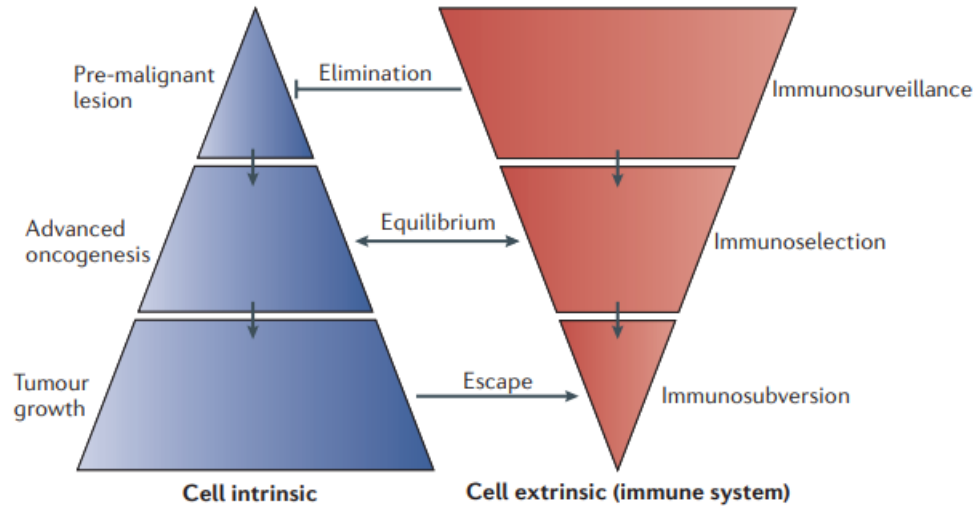 Pre-malignant
lesion
Elimination
Immunosurveillance
Advanced
oncogenesis
Equilibrium
Immunoselection
Tumour
growth
Escape
Immunosubversion
Cell intrinsic
Cell extrinsic (immune system)